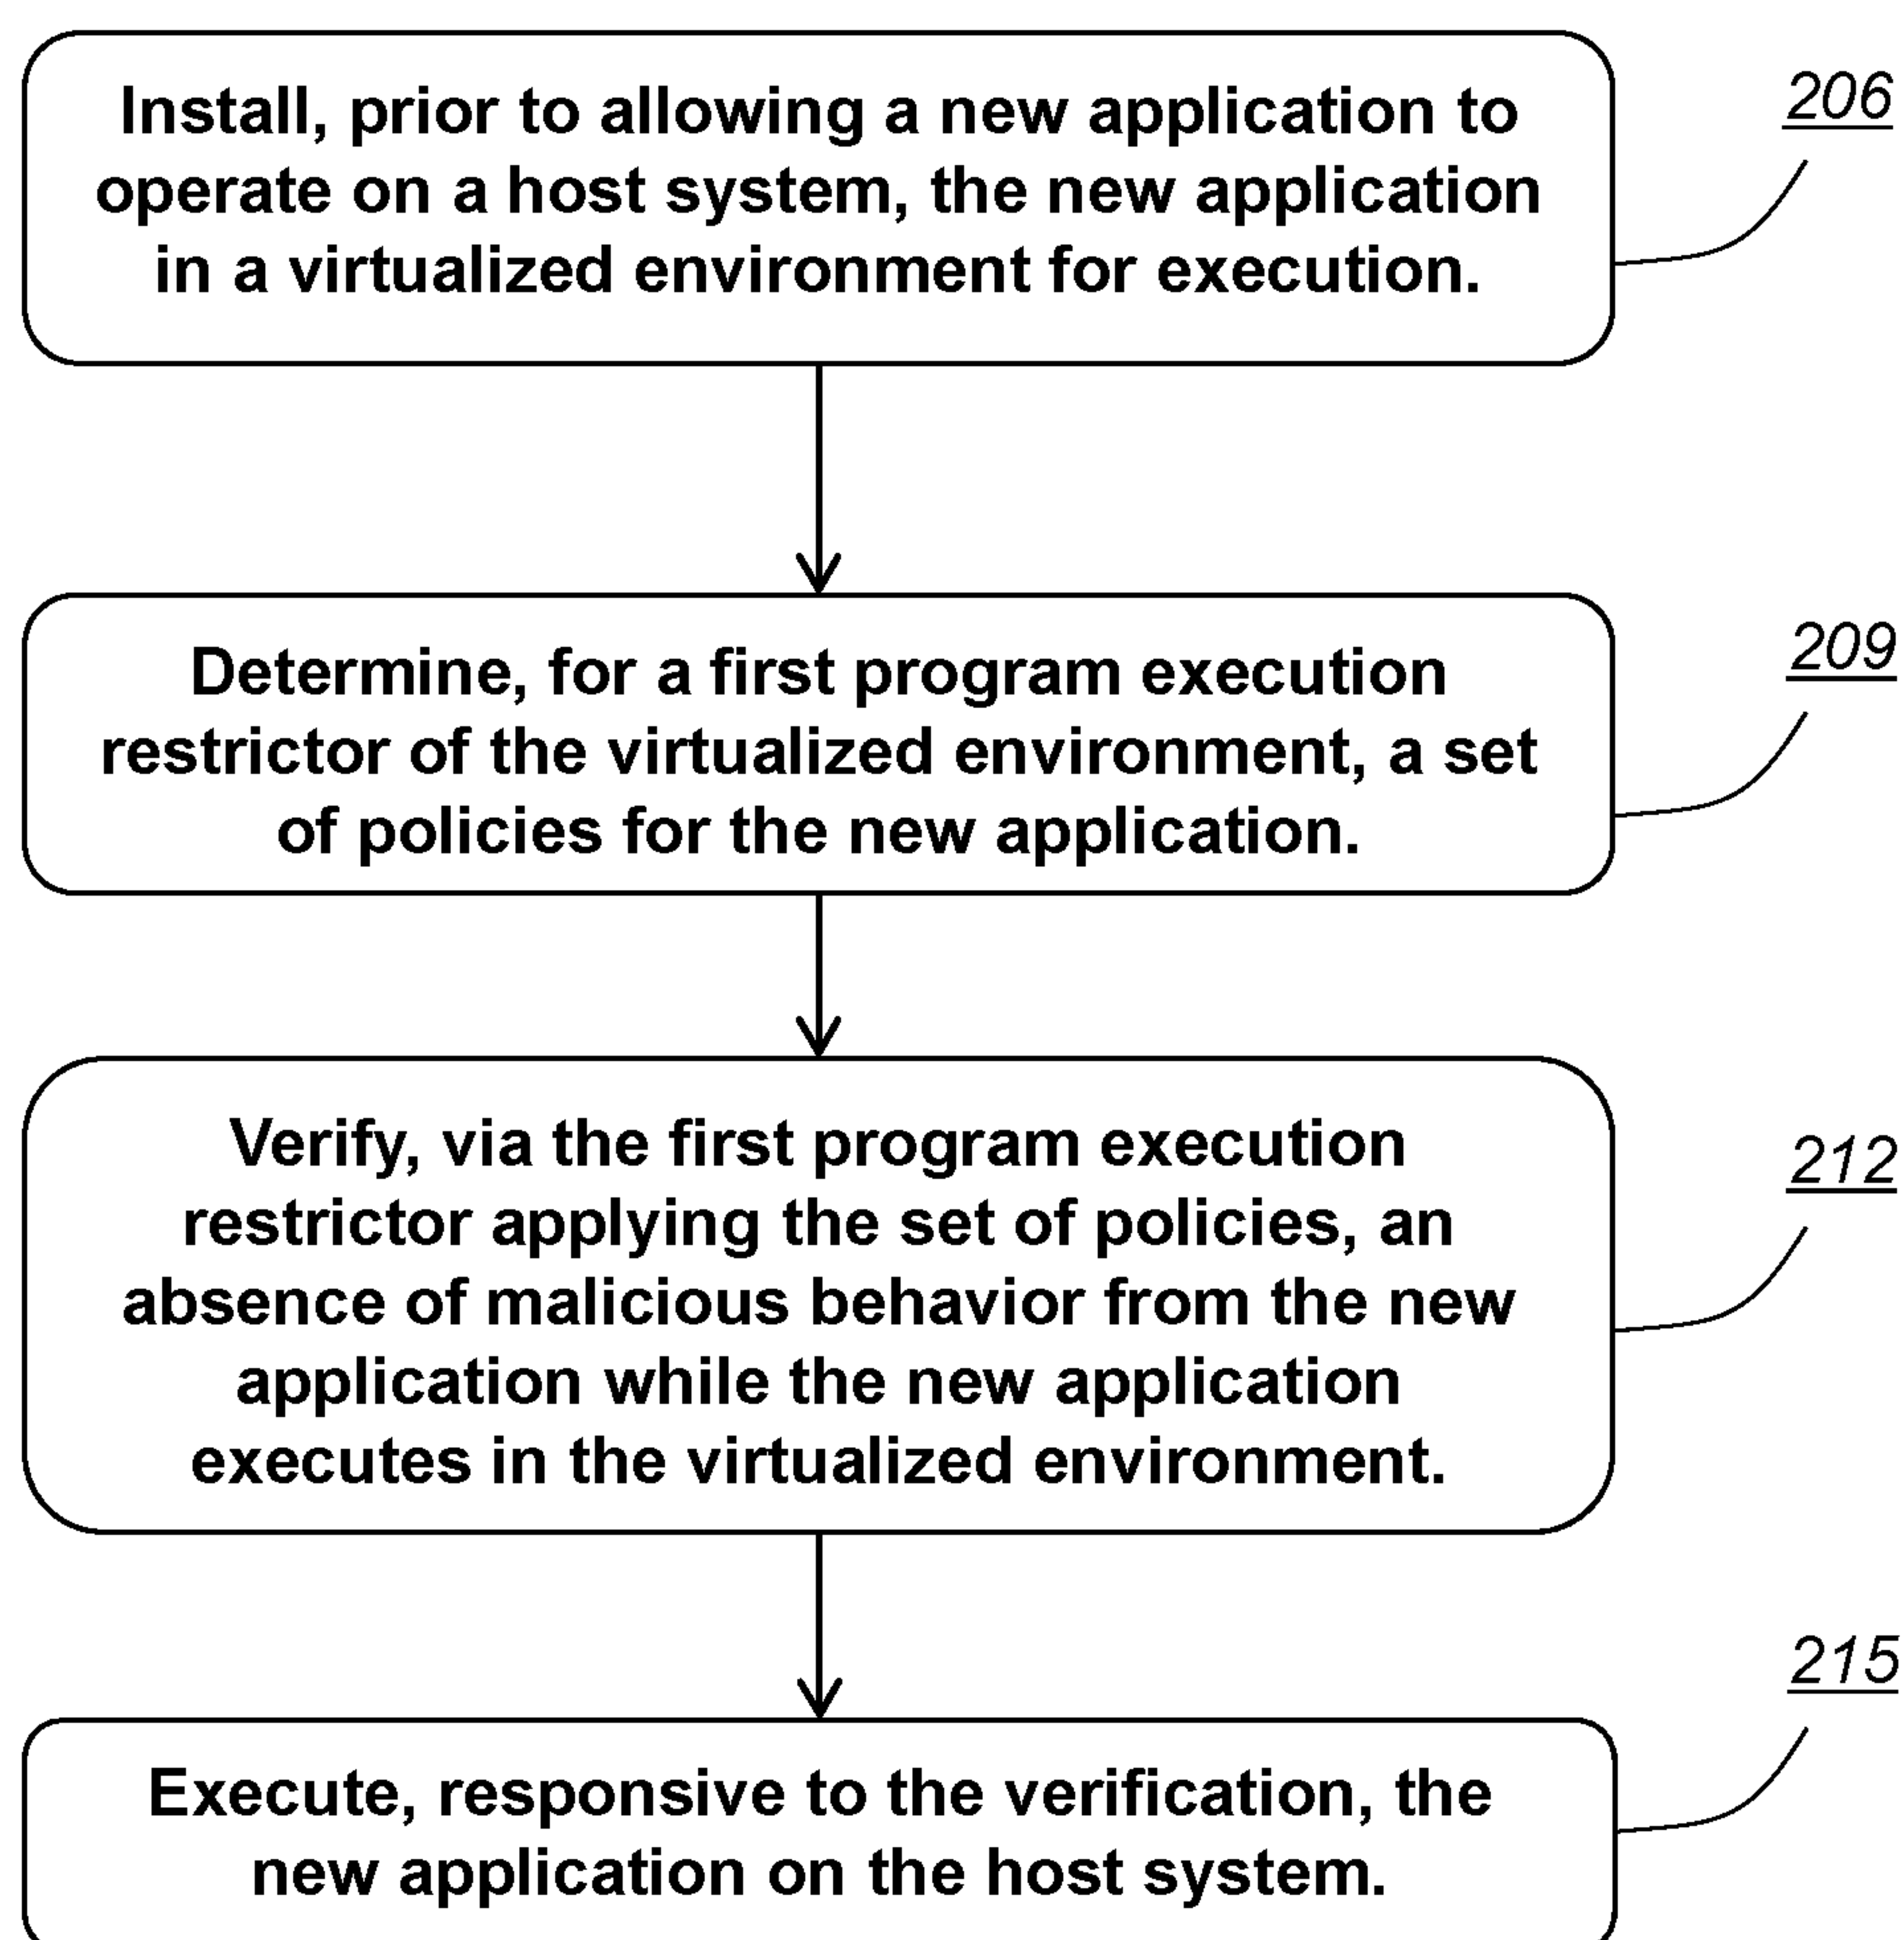 Install, prior to allowing a new application to
operate on a host system, the new application
in a virtualized environment for execution.
206
Determine, for a first program execution
restrictor of the virtualized environment, a set
of policies for the new application.
209
Verify, via the first program execution
restrictor applying the set of policies, an
absence of malicious behavior from the new
application while the new application
executes in the virtualized environment.
212
Execute, responsive to the verification, the
new application on the host system.
215